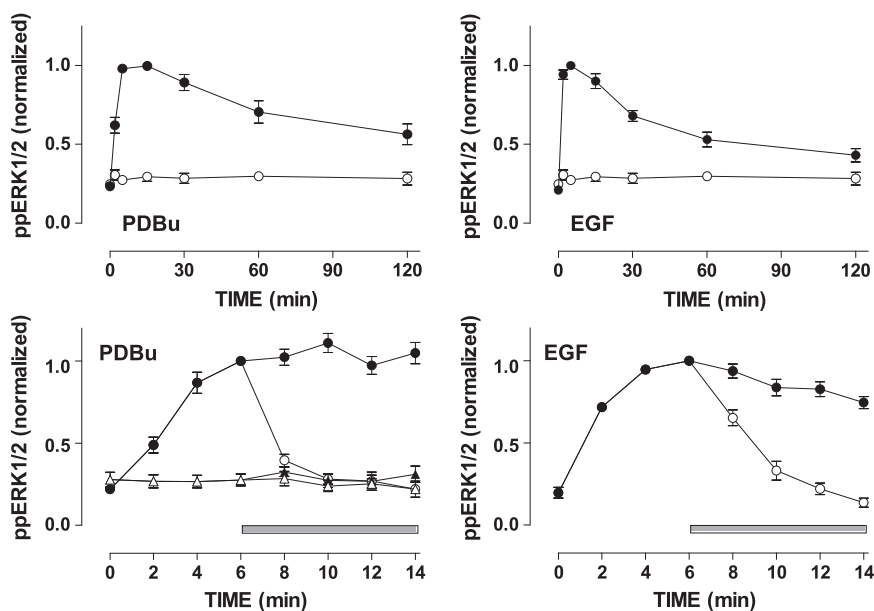 ppERK1/2 (normalized)
1.0
0.5
0.0
PDBu
0 30 60 90 120
TIME (min)
ppERK1/2 (normalized)
1.0
0.5
0.0
EGF
0 30 60 90 120
TIME (min)
ppERK1/2 (normalized)
PDBu
1.0
0.5
0.0
0 2 4 6 8 10 12 14
TIME (min)
ppERK1/2 (normalized)
EGF
1.0
0.5
0.0
0 2 4 6 8 10 12 14
TIME (min)